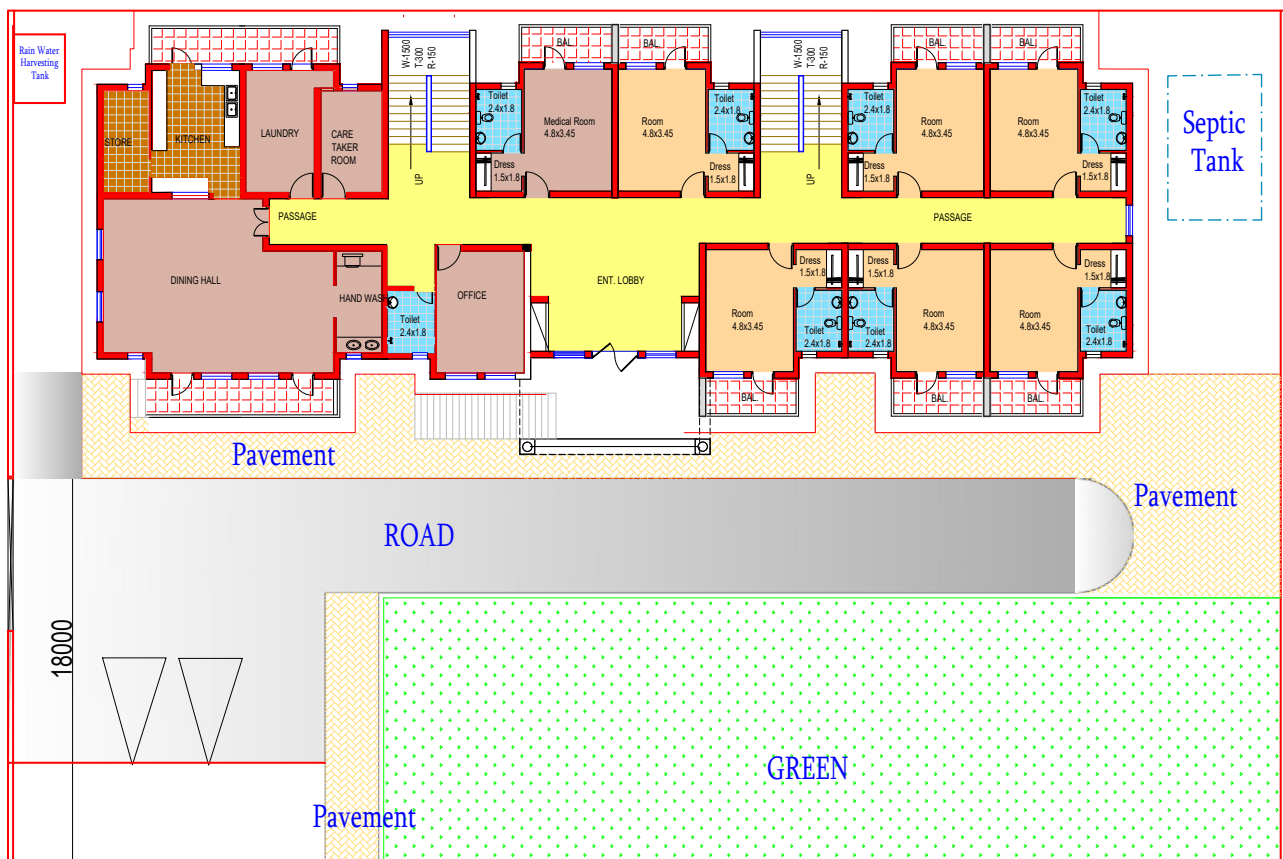 Rain Water
Harvesting
Tank
W-1500
T-300
R-150
BAL.
BAL.
W-1500
T-300
R-150
BAL.
BAL.
STORE
KITCHEN
LAUNDRY
CARE
TAKER
ROOM
UP
Toilet
2.4x1.8
Medical Room
4.8x3.45
Dress
1.5x1.8
Room
4.8x3.45
Toilet
2.4x1.8
Dress
1.5x1.8
UP
Toilet
2.4x1.8
Dress
1.5x1.8
Room
4.8x3.45
Room
4.8x3.45
Toilet
2.4x1.8
Dress
1.5x1.8
Septic
Tank
PASSAGE
PASSAGE
DINING HALL
HAND WASH
Toilet
2.4x1.8
OFFICE
ENT. LOBBY
Room
4.8x3.45
Dress
1.5x1.8
Toilet
2.4x1.8
Dress
1.5x1.8
Toilet
2.4x1.8
Room
4.8x3.45
Room
4.8x3.45
Dress
1.5x1.8
Toilet
2.4x1.8
BAL.
BAL.
BAL.
Pavement
Pavement
ROAD
18000
GREEN
Pavement